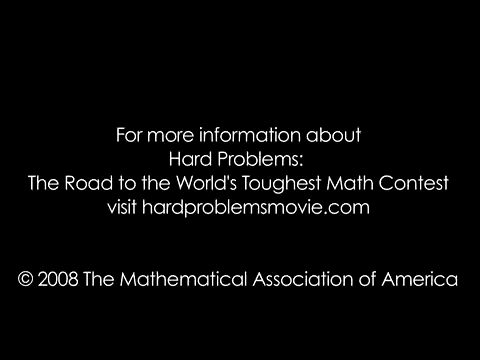 For more information about
Hard Problems:
The Road to the World's Toughest Math Contest
visit hardproblemsmovie.com
© 2008 The Mathematical Association of America